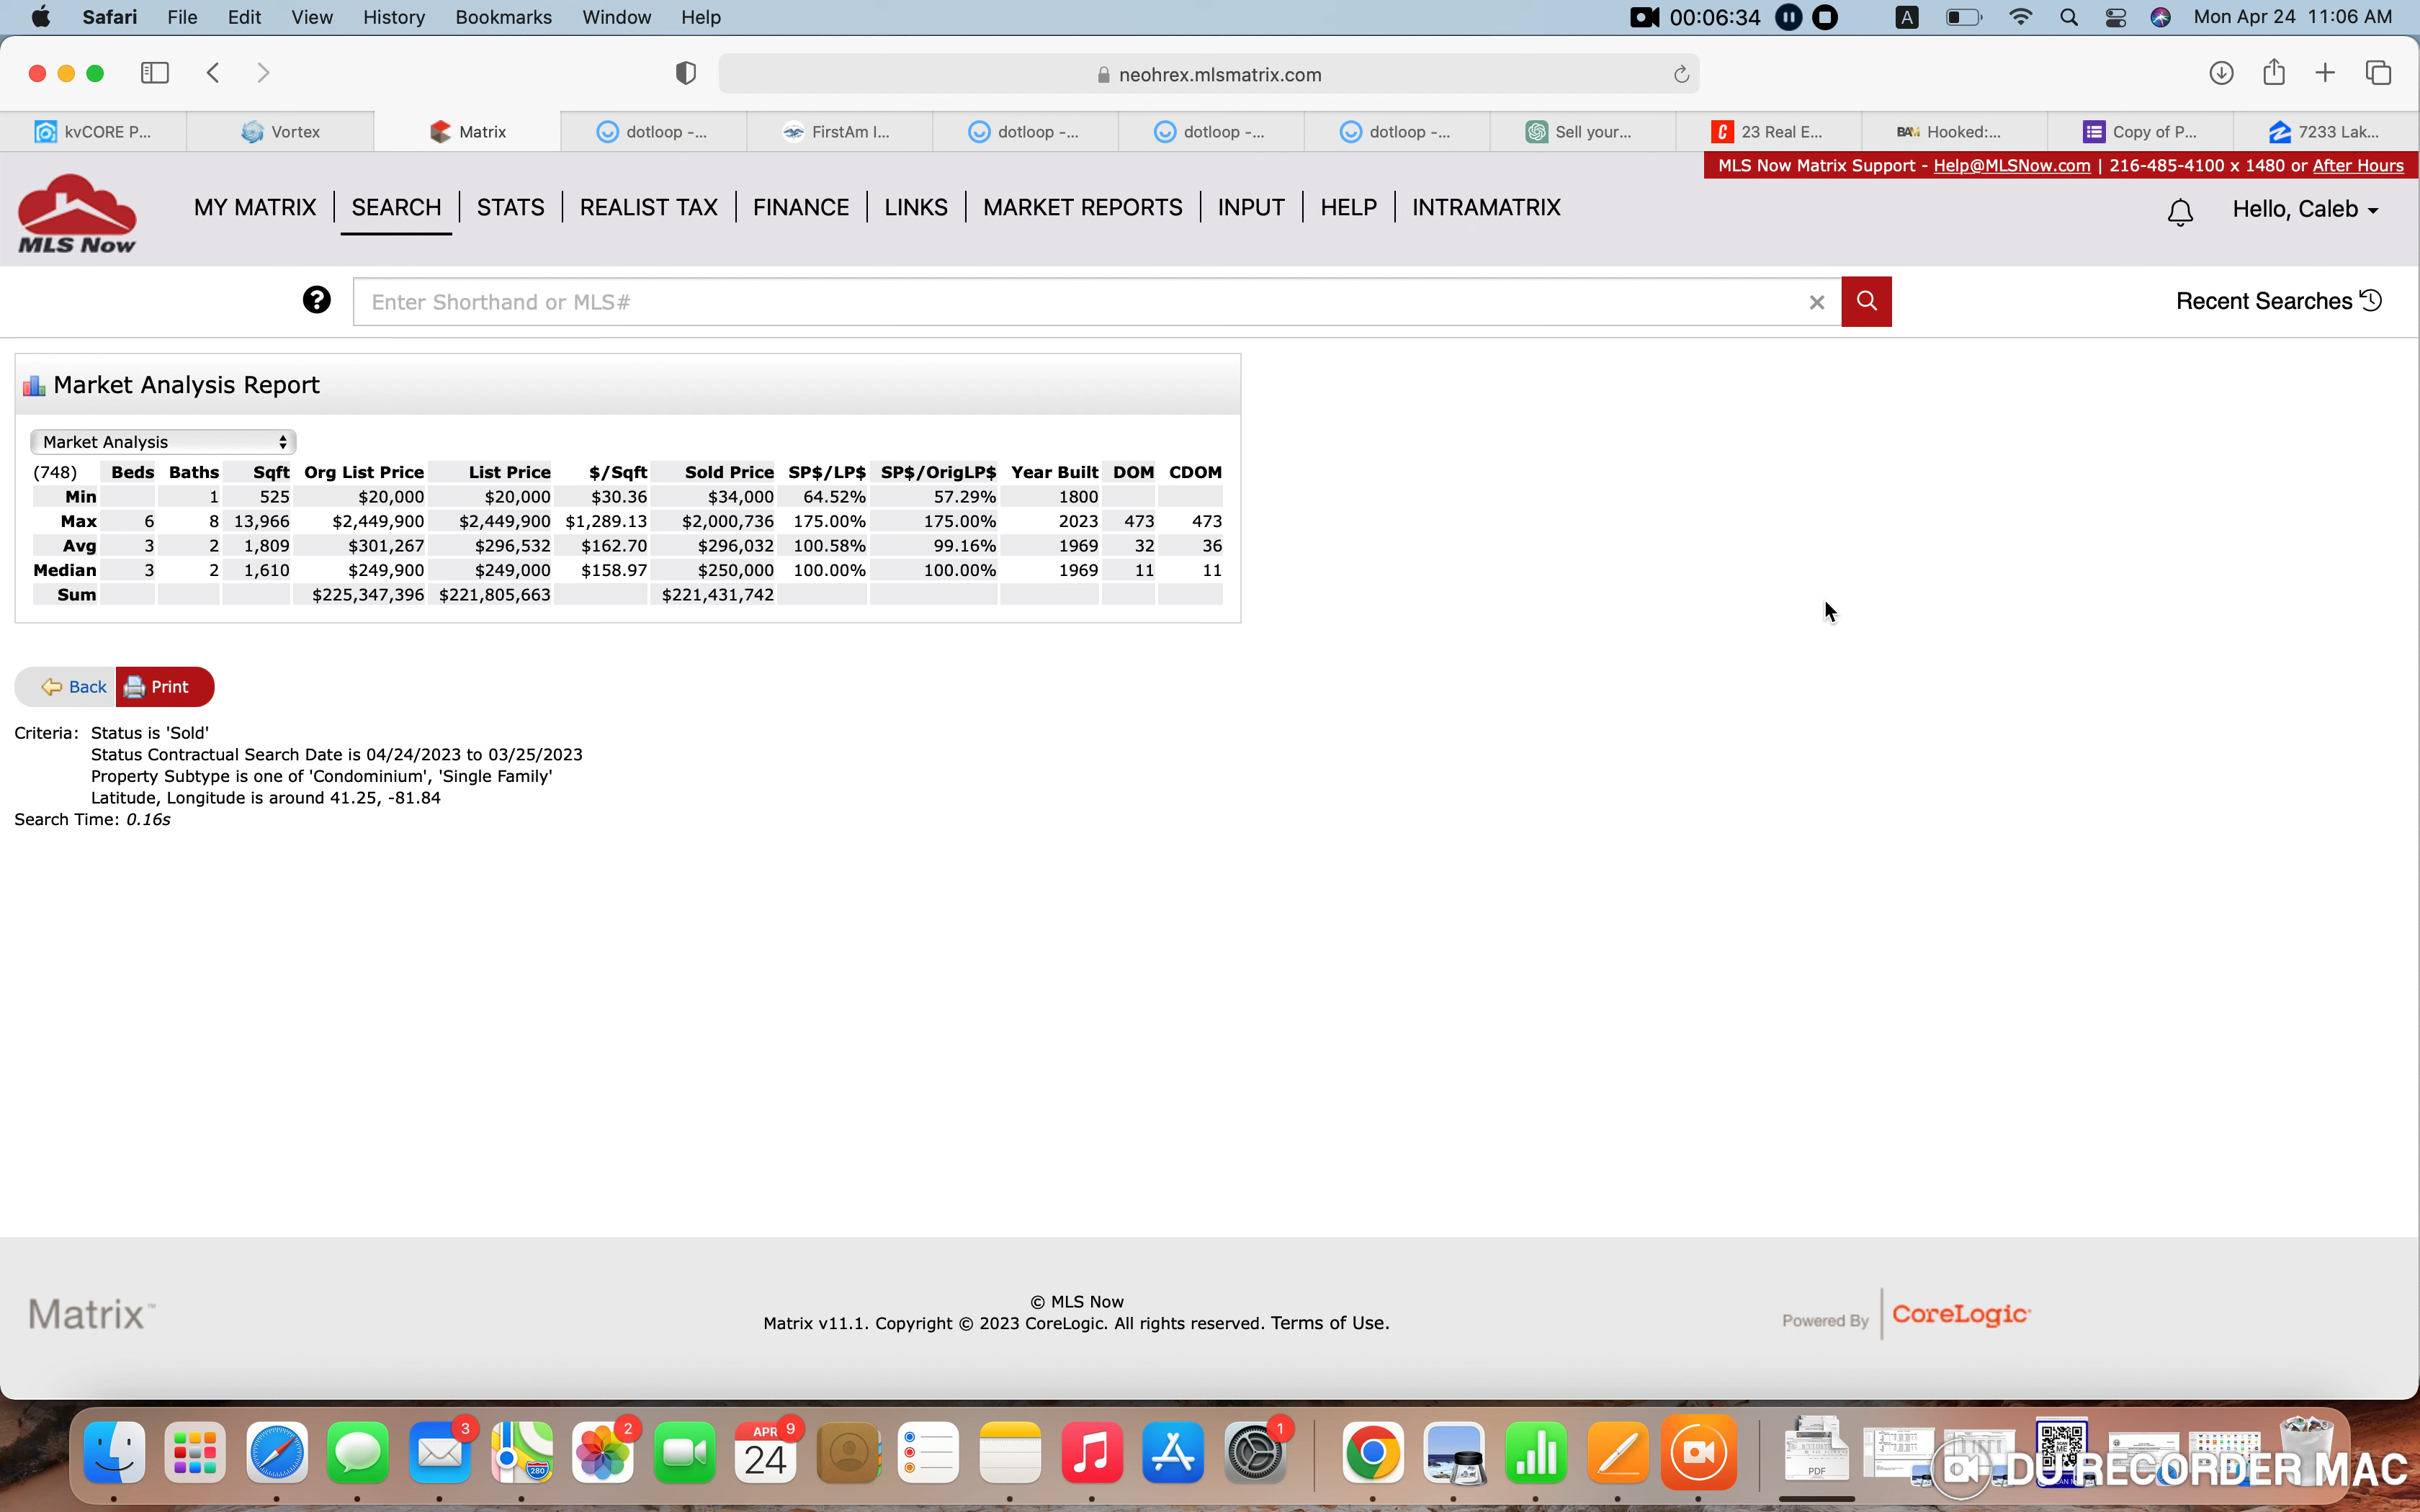 Safari File Edit View History Bookmarks Window Help 00:06:34 A Mon Apr 24 11:06 AM
neohrex.mlsmatrix.com
kvCORE P... Vortex Matrix dotloop -... FirstAm I... dotloop -... dotloop -... dotloop -... Sell your... 23 Real E... BAM Hooked:... Copy of P... 7233 Lak...
MLS Now Matrix Support - Help@MLSNow.com | 216-485-4100 x 1480 or After Hours
MLS Now
MY MATRIX SEARCH STATS REALIST TAX FINANCE LINKS MARKET REPORTS INPUT HELP INTRAMATRIX Hello, Caleb
Enter Shorthand or MLS# Recent Searches
Market Analysis Report
Market Analysis
(748) Beds Baths Sqft Org List Price List Price $/Sqft Sold Price SP$/LP$ SP$/OrigLP$ Year Built DOM CDOM
Min 1 525 $20,000 $20,000 $30.36 $34,000 64.52% 57.29% 1800
Max 6 8 13,966 $2,449,900 $2,449,900 $1,289.13 $2,000,736 175.00% 175.00% 2023 473 473
Avg 3 2 1,809 $301,267 $296,532 $162.70 $296,032 100.58% 99.16% 1969 32 36
Median 3 2 1,610 $249,900 $249,000 $158.97 $250,000 100.00% 100.00% 1969 11 11
Sum $225,347,396 $221,805,663 $221,431,742
Back Print
Criteria: Status is 'Sold'
Status Contractual Search Date is 04/24/2023 to 03/25/2023
Property Subtype is one of 'Condominium', 'Single Family'
Latitude, Longitude is around 41.25, -81.84
Search Time: 0.16s
Matrix™
© MLS Now
Matrix v11.1. Copyright © 2023 CoreLogic. All rights reserved. Terms of Use.
Powered By CoreLogic
3 280 2 APR 9 24 1 PDF
DU RECORDER MAC